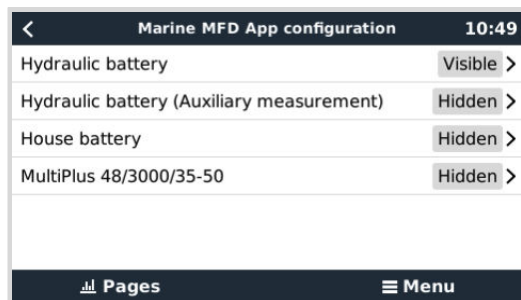 Marine MFD App configuration 10:49
Hydraulic battery Visible
Hydraulic battery (Auxiliary measurement) Hidden
House battery Hidden
MultiPlus 48/3000/35-50 Hidden
Pages Menu